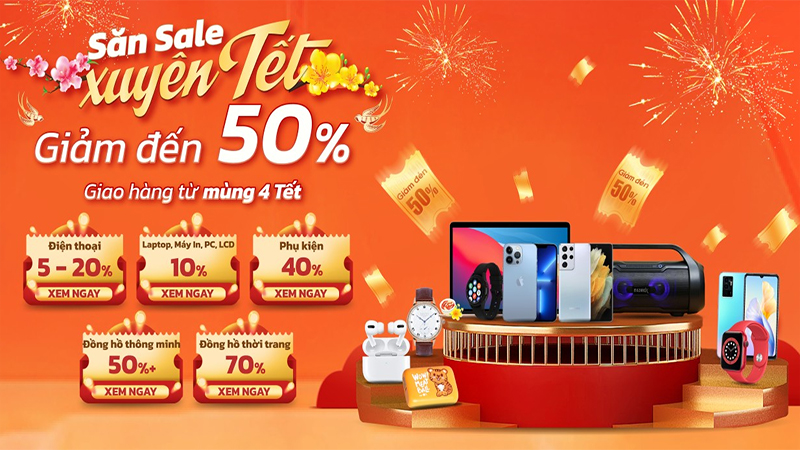 Săn Sale
xuyên Tết
Giảm đến 50%
Giao hàng từ mùng 4 Tết
Điện thoại
5 - 20%
XEM NGAY
Laptop, Máy In, PC, LCD
10%
XEM NGAY
Phụ kiện
40%
XEM NGAY
Đồng hồ thông minh
50%+
XEM NGAY
Đồng hồ thời trang
70%
XEM NGAY
Giảm đến
50%
Giảm đến
50%